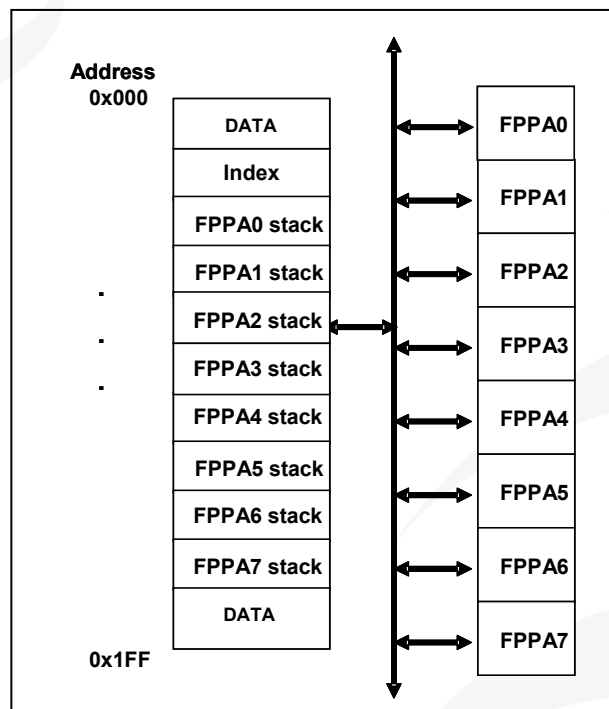 Address
0x000
DATA
Index
FPPA0 stack
FPPA1 stack
FPPA2 stack
FPPA3 stack
FPPA4 stack
FPPA5 stack
FPPA6 stack
FPPA7 stack
DATA
0x1FF
FPPA0
FPPA1
FPPA2
FPPA3
FPPA4
FPPA5
FPPA6
FPPA7